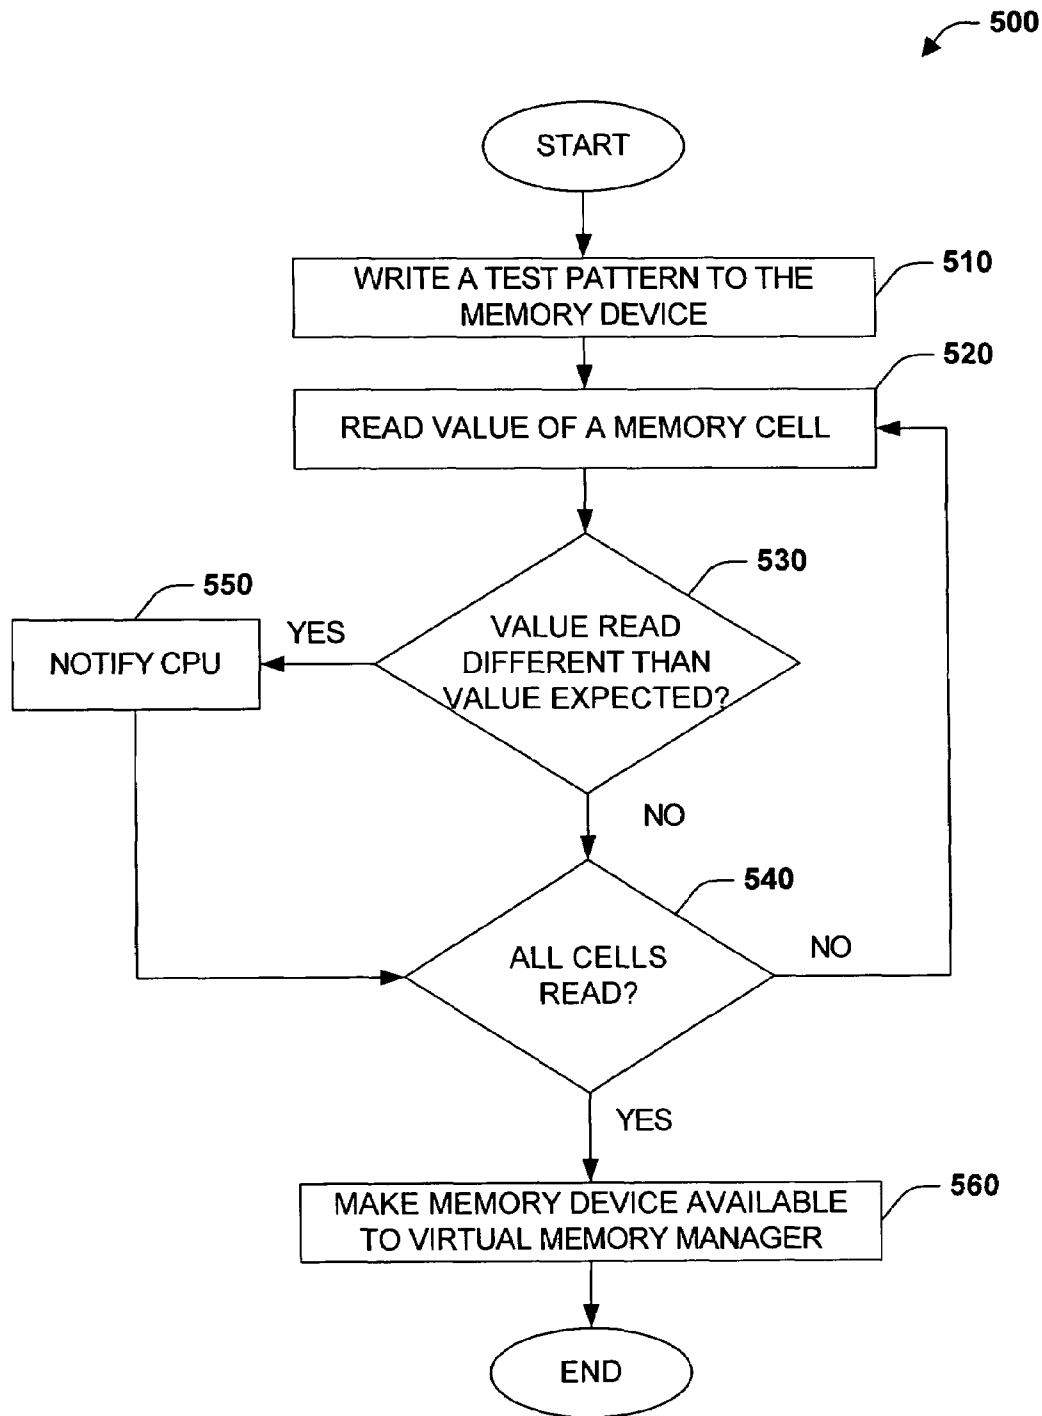 500
START
WRITE A TEST PATTERN TO THE
MEMORY DEVICE
510
READ VALUE OF A MEMORY CELL
520
VALUE READ
DIFFERENT THAN
VALUE EXPECTED?
530
YES
NOTIFY CPU
550
NO
ALL CELLS
READ?
540
NO
YES
MAKE MEMORY DEVICE AVAILABLE
TO VIRTUAL MEMORY MANAGER
560
END